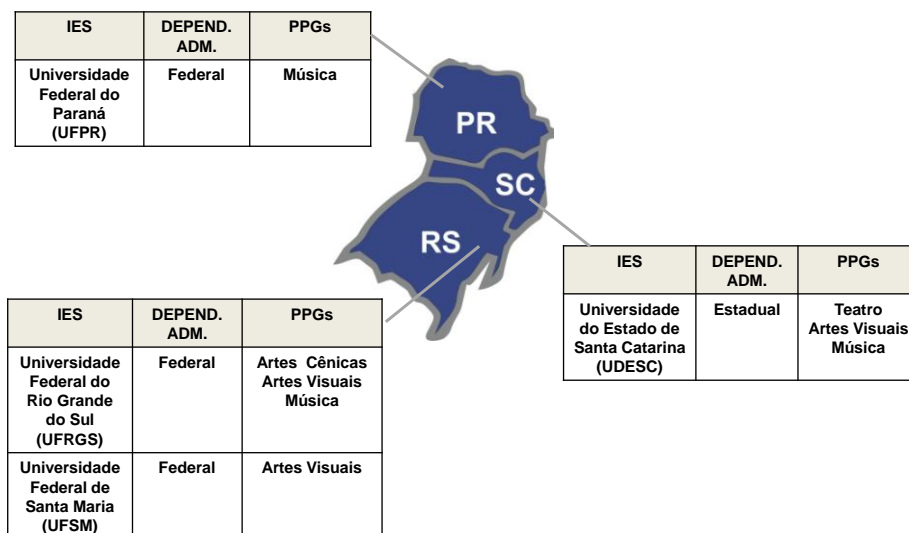 IES DEPEND. ADM. PPGs
Universidade Federal do Paraná (UFPR) Federal Música
PR
SC
RS
IES DEPEND. ADM. PPGs
Universidade do Estado de Santa Catarina (UDESC) Estadual Teatro Artes Visuais Música
IES DEPEND. ADM. PPGs
Universidade Federal do Rio Grande do Sul (UFRGS) Federal Artes Cênicas Artes Visuais Música
Universidade Federal de Santa Maria (UFSM) Federal Artes Visuais